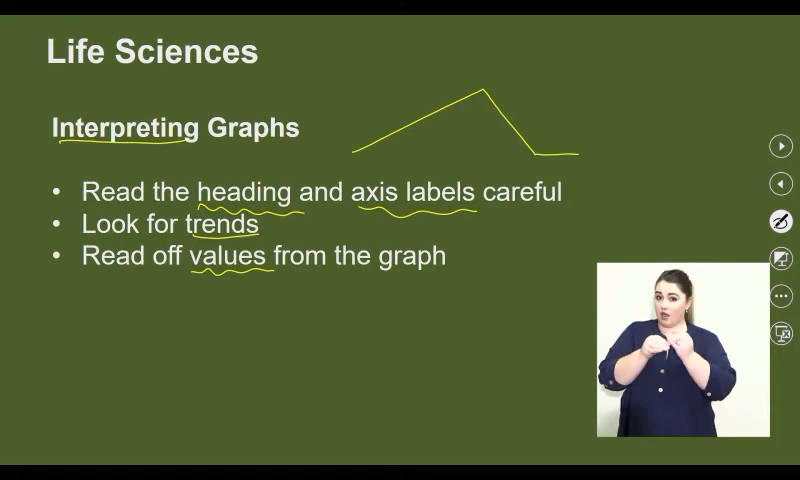 Life Sciences
Interpreting Graphs
• Read the heading and axis labels careful
• Look for trends
• Read off values from the graph